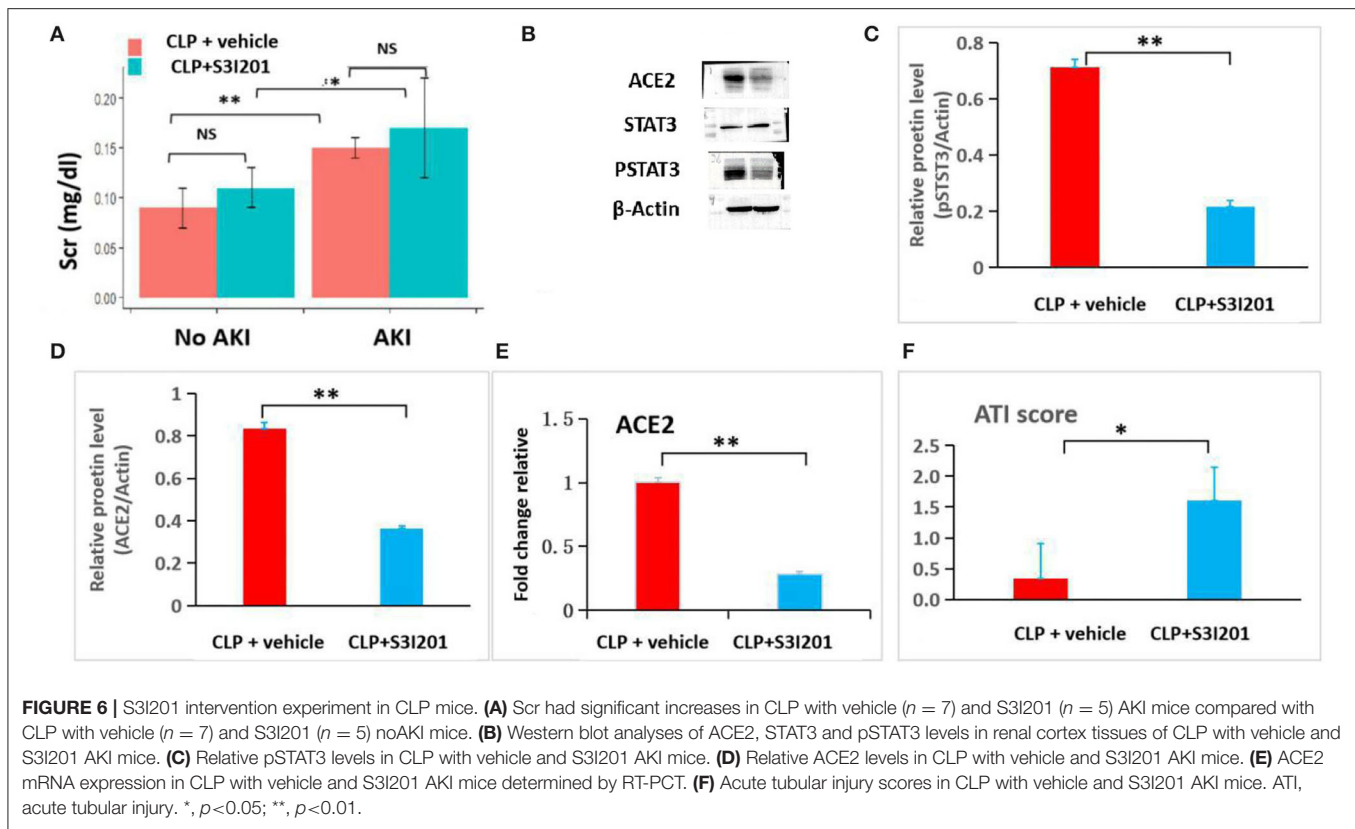 A
CLP + vehicle
CLP+S3I201
NS
*
**
NS
Scr (mg/dl)
0.20
0.15
0.10
0.05
0.00
No AKI
AKI
B
ACE2
STAT3
PSTAT3
β-Actin
C
**
Relative proetin level
(pSTST3/Actin)
0.8
0.6
0.4
0.2
0
CLP + vehicle
CLP+S3I201
D
**
Relative proetin level
(ACE2/Actin)
1
0.8
0.6
0.4
0.2
0
CLP + vehicle
CLP+S3I201
E
ACE2
**
Fold change relative
1.5
1
0.5
0
CLP + vehicle
CLP+S3I201
F
ATI score
*
2.5
2.0
1.5
1.0
0.5
0.0
CLP + vehicle
CLP+S3I201
FIGURE 6 | S3I201 intervention experiment in CLP mice. (A) Scr had significant increases in CLP with vehicle (n = 7) and S3I201 (n = 5) AKI mice compared with
CLP with vehicle (n = 7) and S3I201 (n = 5) noAKI mice. (B) Western blot analyses of ACE2, STAT3 and pSTAT3 levels in renal cortex tissues of CLP with vehicle and
S3I201 AKI mice. (C) Relative pSTAT3 levels in CLP with vehicle and S3I201 AKI mice. (D) Relative ACE2 levels in CLP with vehicle and S3I201 AKI mice. (E) ACE2
mRNA expression in CLP with vehicle and S3I201 AKI mice determined by RT-PCT. (F) Acute tubular injury scores in CLP with vehicle and S3I201 AKI mice. ATI,
acute tubular injury. *, p<0.05; **, p<0.01.